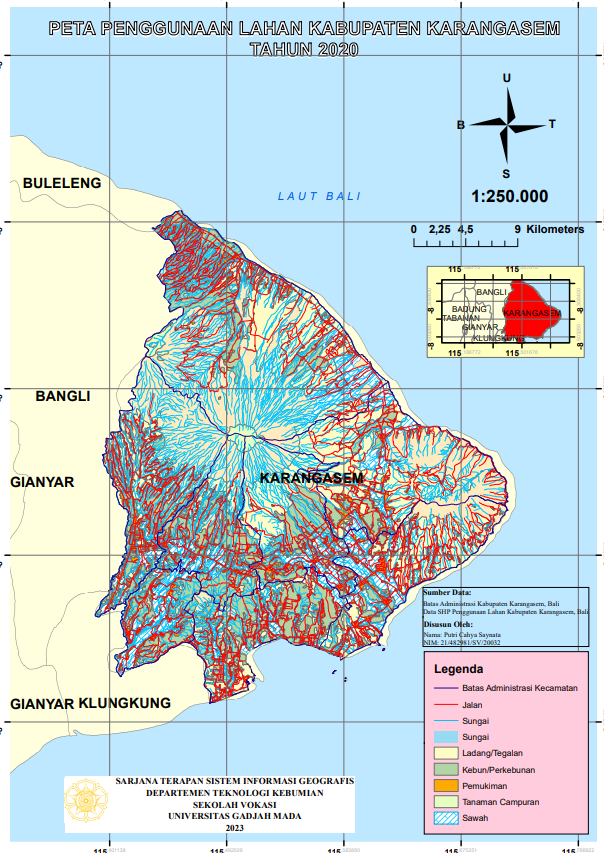 PETA PENGGUNAAN LAHAN KABUPATEN KARANGASEM
TAHUN 2020
U
B T
S
1:250.000
0 2,25 4,5 9 Kilometers
BULELENG
LAUT BALI
115 115
BANGLI
BADUNG
KARANGASEM
TABANAN
GIANYAR
KLUNGKUNG
-8 -8
-8 -8
115 115
BANGLI
KARANGASEM
GIANYAR
Sumber Data:
Batas Administrasi Kabupaten Karangasem, Bali
Data SHP Penggunaan Lahan Kabupaten Karangasem, Bali
Disusun Oleh:
Nama: Putri Cahya Saynata
NIM: 21/482981/SV/20032
Legenda
Batas Administrasi Kecamatan
Jalan
Sungai
Sungai
Ladang/Tegalan
Kebun/Perkebunan
Pemukiman
Tanaman Campuran
Sawah
GIANYAR KLUNGKUNG
SARJANA TERAPAN SISTEM INFORMASI GEOGRAFIS
DEPARTEMEN TEKNOLOGI KEBUMIAN
SEKOLAH VOKASI
UNIVERSITAS GADJAH MADA
2023
115 115 115 115 115